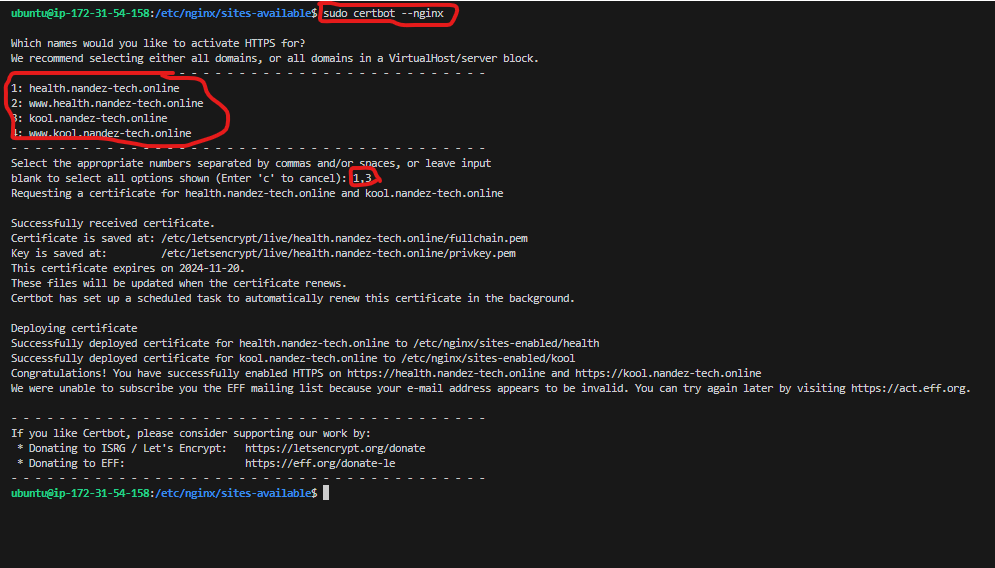 ubuntu@ip-172-31-54-158:/etc/nginx/sites-available$ sudo certbot --nginx
Which names would you like to activate HTTPS for?
We recommend selecting either all domains, or all domains in a VirtualHost/server block.
- - - - - - - - - - - - - - - - - - - - - - - - - - - - - - - - - - - - - - - -
1: health.nandez-tech.online
2: www.health.nandez-tech.online
3: kool.nandez-tech.online
4: www.kool.nandez-tech.online
- - - - - - - - - - - - - - - - - - - - - - - - - - - - - - - - - - - - - - - -
Select the appropriate numbers separated by commas and/or spaces, or leave input
blank to select all options shown (Enter 'c' to cancel): 1,3
Requesting a certificate for health.nandez-tech.online and kool.nandez-tech.online
Successfully received certificate.
Certificate is saved at: /etc/letsencrypt/live/health.nandez-tech.online/fullchain.pem
Key is saved at:         /etc/letsencrypt/live/health.nandez-tech.online/privkey.pem
This certificate expires on 2024-11-20.
These files will be updated when the certificate renews.
Certbot has set up a scheduled task to automatically renew this certificate in the background.
Deploying certificate
Successfully deployed certificate for health.nandez-tech.online to /etc/nginx/sites-enabled/health
Successfully deployed certificate for kool.nandez-tech.online to /etc/nginx/sites-enabled/kool
Congratulations! You have successfully enabled HTTPS on https://health.nandez-tech.online and https://kool.nandez-tech.online
We were unable to subscribe you the EFF mailing list because your e-mail address appears to be invalid. You can try again later by visiting https://act.eff.org.
- - - - - - - - - - - - - - - - - - - - - - - - - - - - - - - - - - - - - - - -
If you like Certbot, please consider supporting our work by:
 * Donating to ISRG / Let's Encrypt:   https://letsencrypt.org/donate
 * Donating to EFF:                    https://eff.org/donate-le
- - - - - - - - - - - - - - - - - - - - - - - - - - - - - - - - - - - - - - - -
ubuntu@ip-172-31-54-158:/etc/nginx/sites-available$